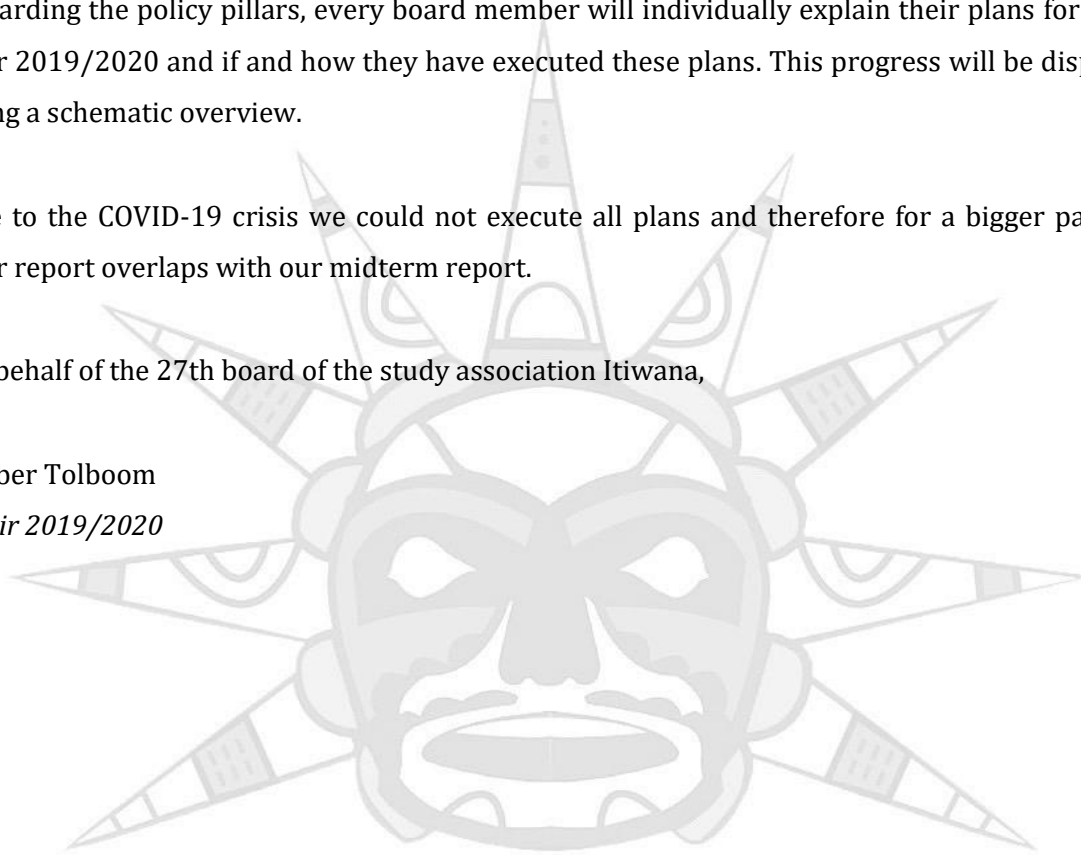 arding the policy pillars, every board member will individually explain their plans for
r 2019/2020 and if and how they have executed these plans. This progress will be disp
ng a schematic overview.
e to the COVID-19 crisis we could not execute all plans and therefore for a bigger pa
r report overlaps with our midterm report.
behalf of the 27th board of the study association Itiwana,
per Tolboom
ir 2019/2020